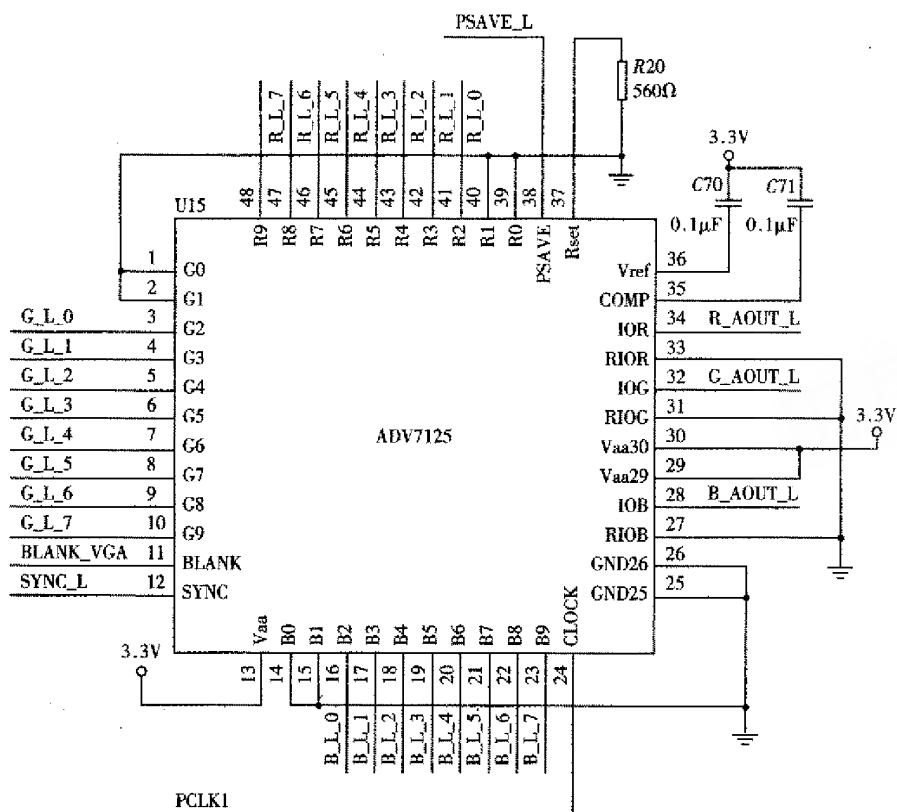 PSAVE_L
R20
560Ω
R_L_7
R_L_6
R_L_5
R_L_4
R_L_3
R_L_2
R_L_1
R_L_0
3.3V
C70
C71
0.1μF
0.1μF
U15
48
47
46
45
44
43
42
41
40
39
38
37
R9
R8
R7
R6
R5
R4
R3
R2
R1
R0
PSAVE
Rset
1 G0
2 G1
G_L_0 3 G2
G_L_1 4 G3
G_L_2 5 G4
G_L_3 6 G5
G_L_4 7 G6
G_L_5 8 G7
G_L_6 9 G8
G_L_7 10 G9
BLANK_VGA 11 BLANK
SYNC_L 12 SYNC
ADV7125
Vref 36
COMP 35
IOR 34 R_AOUT_L
RIOR 33
IOG 32 G_AOUT_L
RIOG 31
Vaa30 30
3.3V
Vaa29 29
IOB 28 B_AOUT_L
RIOB 27
GND26 26
GND25 25
Vaa
B0
B1
B2
B3
B4
B5
B6
B7
B8
B9
CLOCK
3.3V
13
14
15
16
17
18
19
20
21
22
23
24
B_L_0
B_L_1
B_L_2
B_L_3
B_L_4
B_L_5
B_L_6
B_L_7
PCLK1